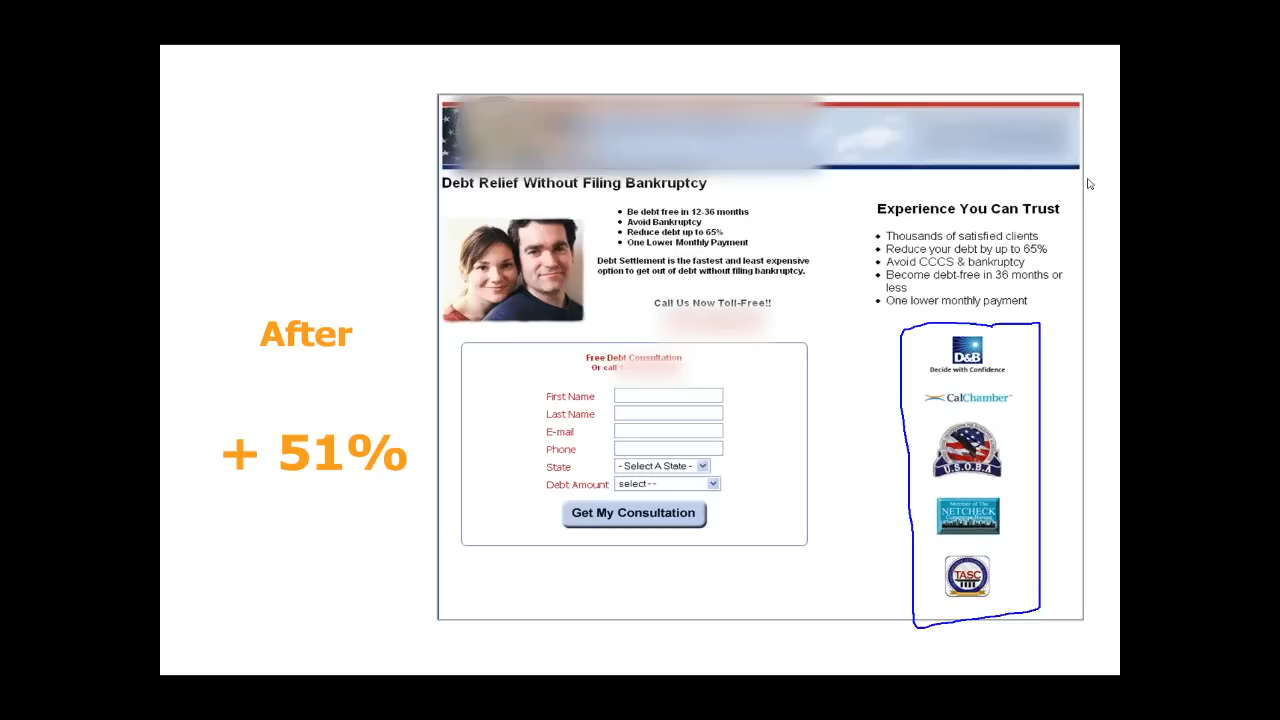 After
+ 51%
Debt Relief Without Filing Bankruptcy
Be debt free in 12-36 months
Avoid Bankruptcy
Reduce debt up to 65%
One Lower Monthly Payment
Debt Settlement is the fastest and least expensive
option to get out of debt without filing bankruptcy.
Call Us Now Toll-Free!!
Free Debt Consultation
Or call
First Name
Last Name
E-mail
Phone
State
- Select A State -
Debt Amount
select --
Get My Consultation
Experience You Can Trust
Thousands of satisfied clients
Reduce your debt by up to 65%
Avoid CCCS & bankruptcy
Become debt-free in 36 months or
less
One lower monthly payment
D&B
Decide with Confidence
CalChamber
U.S.O.B.A
Member of The
NETCHECK
TASC